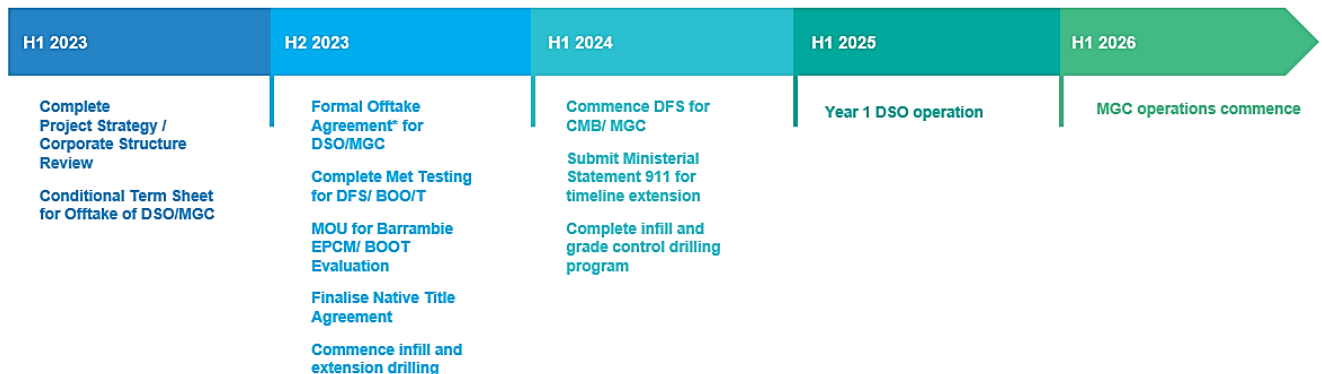 H1 2023
H2 2023
H1 2024
H1 2025
H1 2026
Complete
Project Strategy /
Corporate Structure
Review
Conditional Term Sheet
for Offtake of DSO/MGC
Formal Offtake
Agreement* for
DSO/MGC
Complete Met Testing
for DFS/ BOO/T
MOU for Barrambie
EPCM/ BOOT
Evaluation
Finalise Native Title
Agreement
Commence infill and
extension drilling
Commence DFS for
CMB/ MGC
Submit Ministerial
Statement 911 for
timeline extension
Complete infill and
grade control drilling
program
Year 1 DSO operation
MGC operations commence